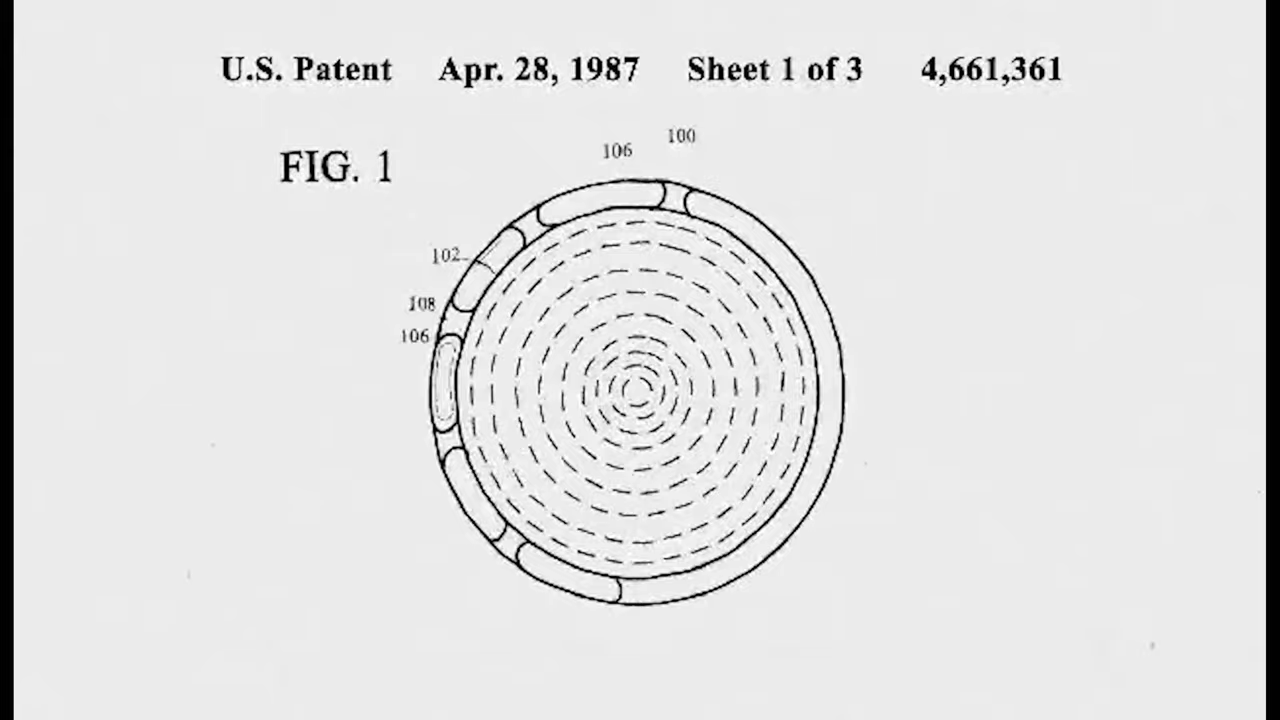 U.S. Patent Apr. 28, 1987 Sheet 1 of 3 4,661,361
FIG. 1
106 100
102
108
106